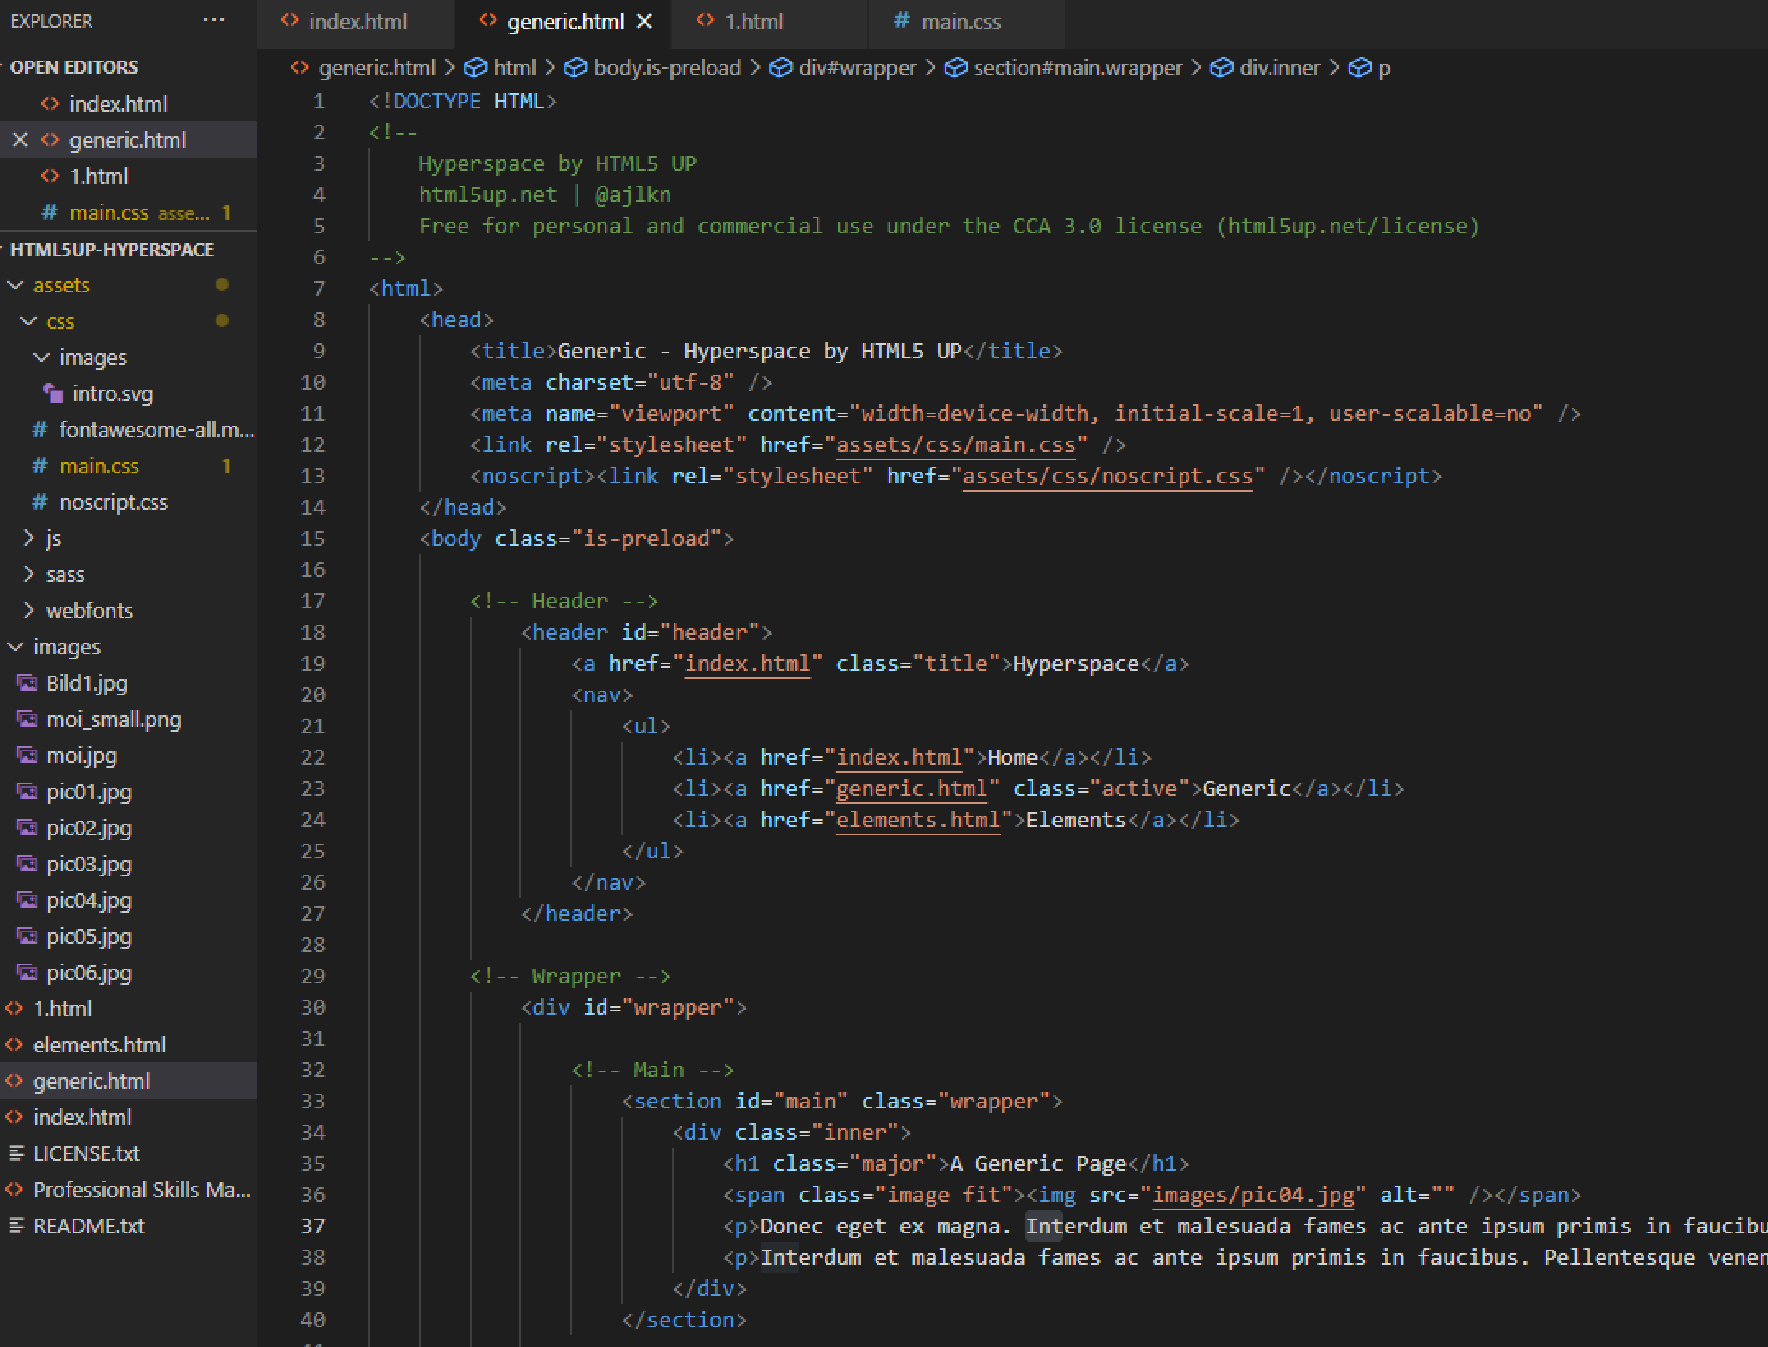 EXPLORER ···
index.html
generic.html
1.html
# main.css
OPEN EDITORS
index.html
generic.html
1.html
# main.css asse... 1
HTML5UP-HYPERSPACE
assets
css
images
intro.svg
# fontawesome-all.m...
# main.css 1
# noscript.css
js
sass
webfonts
images
Bild1.jpg
moi_small.png
moi.jpg
pic01.jpg
pic02.jpg
pic03.jpg
pic04.jpg
pic05.jpg
pic06.jpg
1.html
elements.html
generic.html
index.html
LICENSE.txt
Professional Skills Ma...
README.txt
generic.html > html > body.is-preload > div#wrapper > section#main.wrapper > div.inner > p
1 <!DOCTYPE HTML>
2 <!--
3 Hyperspace by HTML5 UP
4 html5up.net | @ajlkn
5 Free for personal and commercial use under the CCA 3.0 license (html5up.net/license)
6 -->
7 <html>
8 <head>
9 <title>Generic - Hyperspace by HTML5 UP</title>
10 <meta charset="utf-8" />
11 <meta name="viewport" content="width=device-width, initial-scale=1, user-scalable=no" />
12 <link rel="stylesheet" href="assets/css/main.css" />
13 <noscript><link rel="stylesheet" href="assets/css/noscript.css" /></noscript>
14 </head>
15 <body class="is-preload">
16
17 <!-- Header -->
18 <header id="header">
19 <a href="index.html" class="title">Hyperspace</a>
20 <nav>
21 <ul>
22 <li><a href="index.html">Home</a></li>
23 <li><a href="generic.html" class="active">Generic</a></li>
24 <li><a href="elements.html">Elements</a></li>
25 </ul>
26 </nav>
27 </header>
28
29 <!-- Wrapper -->
30 <div id="wrapper">
31
32 <!-- Main -->
33 <section id="main" class="wrapper">
34 <div class="inner">
35 <h1 class="major">A Generic Page</h1>
36 <span class="image fit"><img src="images/pic04.jpg" alt="" /></span>
37 <p>Donec eget ex magna. Interdum et malesuada fames ac ante ipsum primis in faucibu
38 <p>Interdum et malesuada fames ac ante ipsum primis in faucibus. Pellentesque venen
39 </div>
40 </section>